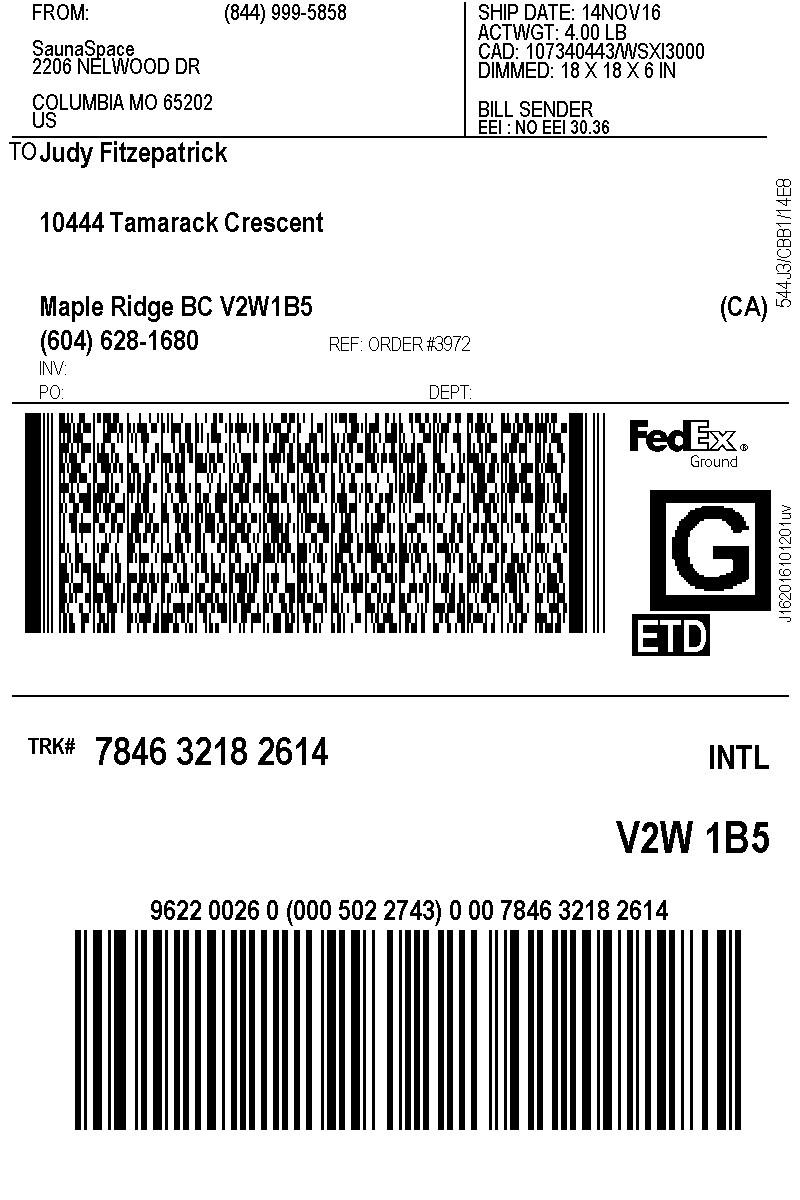 FROM: (844) 999-5858
SaunaSpace
2206 NELWOOD DR
COLUMBIA MO 65202
US
SHIP DATE: 14NOV16
ACTWGT: 4.00 LB
CAD: 107340443/WSXI3000
DIMMED: 18 X 18 X 6 IN
BILL SENDER
EEI : NO EEI 30.36
TO Judy Fitzepatrick
10444 Tamarack Crescent
Maple Ridge BC V2W1B5 (CA)
(604) 628-1680 REF: ORDER #3972
INV:
PO: DEPT:
544J3/CBB1/14E8
FedEx®
Ground
G
ETD
J162016101201uv
TRK# 7846 3218 2614 INTL
V2W 1B5
9622 0026 0 (000 502 2743) 0 00 7846 3218 2614